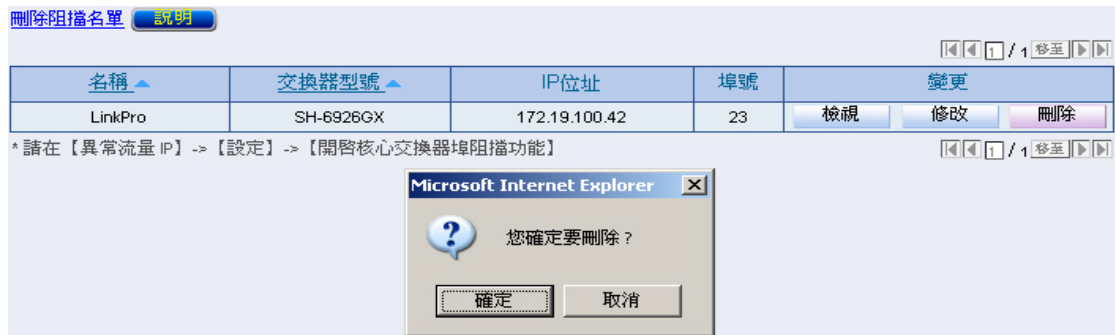 刪除阻擋名單 說明
1 / 1 移至
名稱 交換器型號 IP位址 埠號 變更
LinkPro SH-6926GX 172.19.100.42 23 檢視 修改 刪除
*請在【異常流量 IP】->【設定】->【開啓核心交換器埠阻擋功能】 1 / 1 移至
Microsoft Internet Explorer
您確定要刪除？
確定 取消